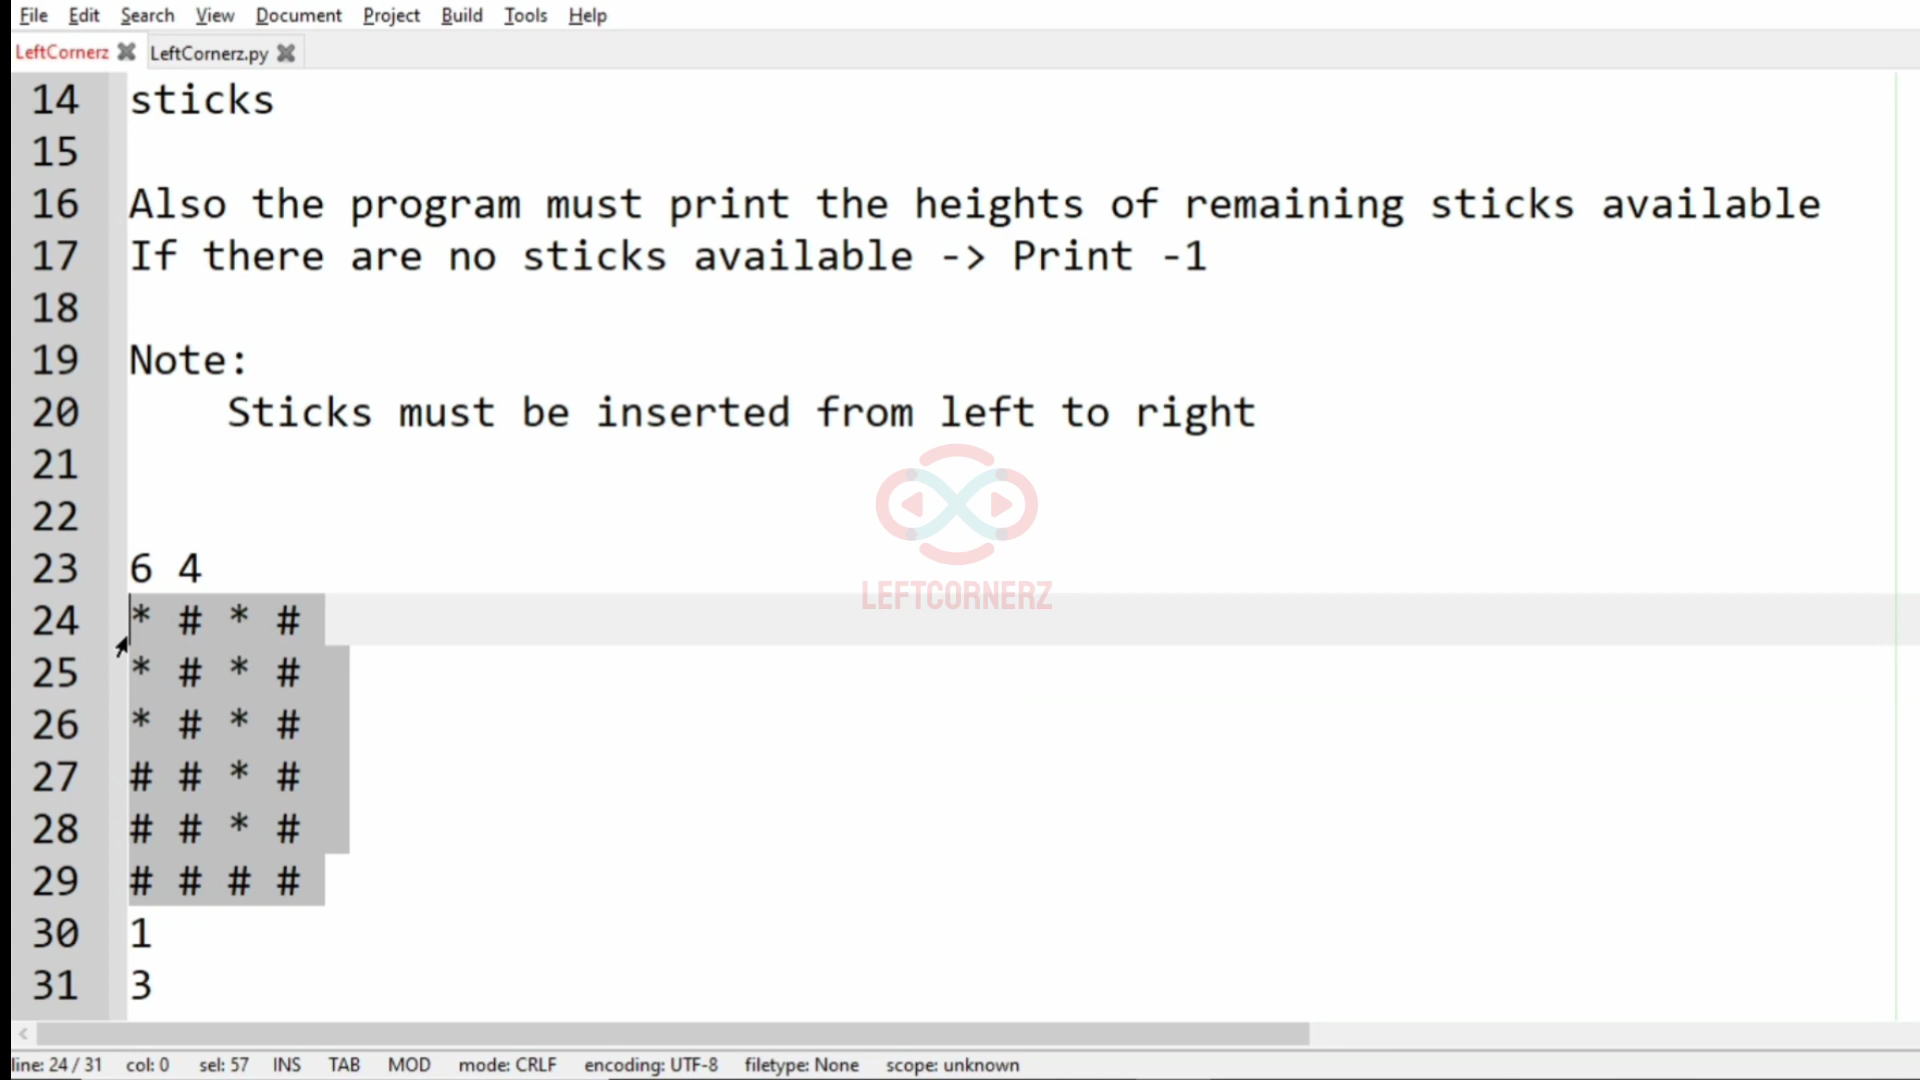 File Edit Search View Document Project Build Tools Help
LeftCornerz LeftCornerz.py
14 sticks
15
16 Also the program must print the heights of remaining sticks available
17 If there are no sticks available -> Print -1
18
19 Note:
20 Sticks must be inserted from left to right
21
22
23 6 4
24 * # * #
25 * # * #
26 * # * #
27 # # * #
28 # # * #
29 # # # #
30 1
31 3
LEFTCORNERZ
line: 24 / 31 col: 0 sel: 57 INS TAB MOD mode: CRLF encoding: UTF-8 filetype: None scope: unknown